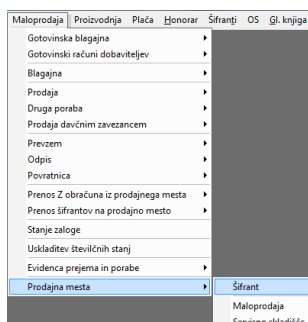 Maloprodaja Proizvodnja Plača Honorar Šifranti OS Gl. knjiga
Gotovinska blagajna
Gotovinski računi dobaviteljev
Blagajna
Prodaja
Druga poraba
Prodaja davčnim zavezancem
Prevzem
Odpis
Povratnica
Prenos Z obračuna iz prodajnega mesta
Prenos šifrantov na prodajno mesto
Stanje zaloge
Uskladitev številčnih stanj
Evidenca prejema in porabe
Prodajna mesta
Šifrant
Maloprodaja